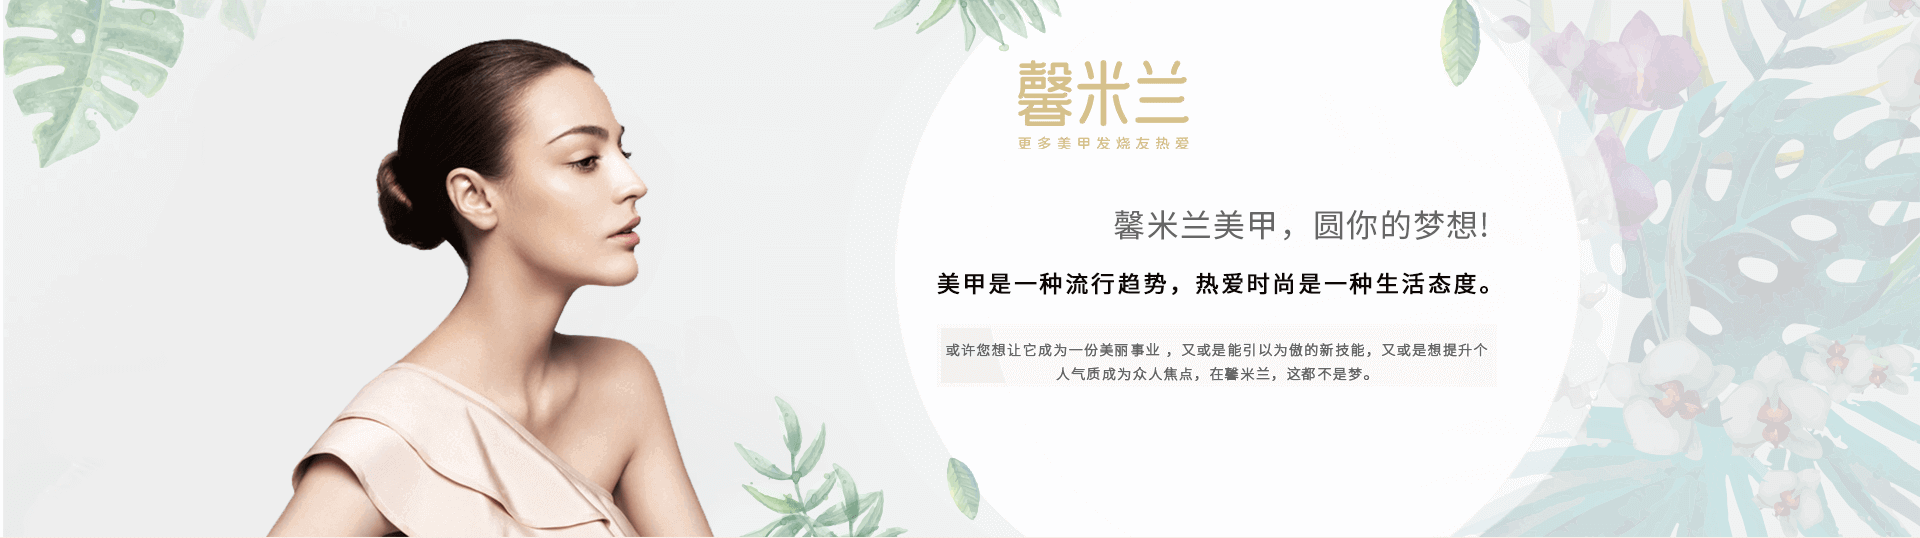 馨米兰
更多美甲发烧友热爱
馨米兰美甲，圆你的梦想!
美甲是一种流行趋势，热爱时尚是一种生活态度。
或许您想让它成为一份美丽事业 ，又或是能引以为傲的新技能，又或是想提升个
人气质成为众人焦点，在馨米兰，这都不是梦。